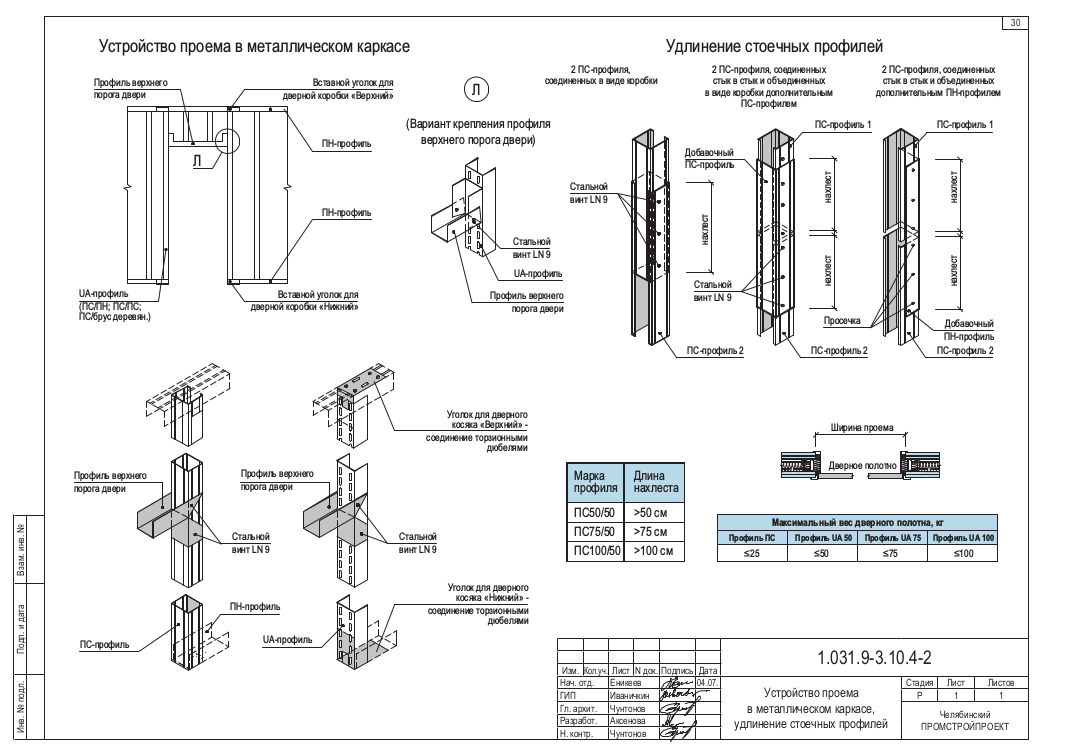 30
Устройство проема в металлическом каркасе
Профиль верхнего
порога двери
Вставной уголок для
дверной коробки «Верхний»
ПН-профиль
Л
ПН-профиль
UA-профиль
(ПС/ПН; ПС/ПС;
ПС/брус деревян.)
Вставной уголок для
дверной коробки «Нижний»
Л
(Вариант крепления профиля
верхнего порога двери)
Стальной
винт LN 9
UA-профиль
Профиль верхнего
порога двери
Удлинение стоечных профилей
2 ПС-профиля,
соединенных в виде коробки
Стальной
винт LN 9
нахлест
ПС-профиль 2
2 ПС-профиля, соединенных
стык в стык и объединенных
в виде коробки дополнительным
ПС-профилем
ПС-профиль 1
Добавочный
ПС-профиль
нахлест
нахлест
Стальной
винт LN 9
ПС-профиль 2
2 ПС-профиля, соединенных
стык в стык и объединенных
дополнительным ПН-профилем
ПС-профиль 1
нахлест
нахлест
Просечка
Добавочный
ПН-профиль
ПС-профиль 2
Уголок для дверного
косяка «Верхний» -
соединение торзионными
дюбелями
Профиль верхнего
порога двери
Стальной
винт LN 9
Профиль верхнего
порога двери
Стальной
винт LN 9
ПН-профиль
ПС-профиль
UA-профиль
Уголок для дверного
косяка «Нижний» -
соединение торзионными
дюбелями
Марка профиля Длина нахлеста
ПС50/50 >50 см
ПС75/50 >75 см
ПС100/50 >100 см
Ширина проема
Дверное полотно
Максимальный вес дверного полотна, кг
Профиль ПС Профиль UA 50 Профиль UA 75 Профиль UA 100
≤25 ≤50 ≤75 ≤100
Взам. инв. №
Подп. и дата
Инв. № подл.
1.031.9-3.10.4-2
Изм. Кол.уч. Лист N док. Подпись Дата
Нач. отд. Еникеев 04.07.
ГИП Иваничкин
Гл. архит. Чунтонов
Разработ. Аксенова
Н. контр. Чунтонов
Устройство проема
в металлическом каркасе,
удлинение стоечных профилей
Стадия Лист Листов
Р 1 1
Челябинский
ПРОМСТРОЙПРОЕКТ